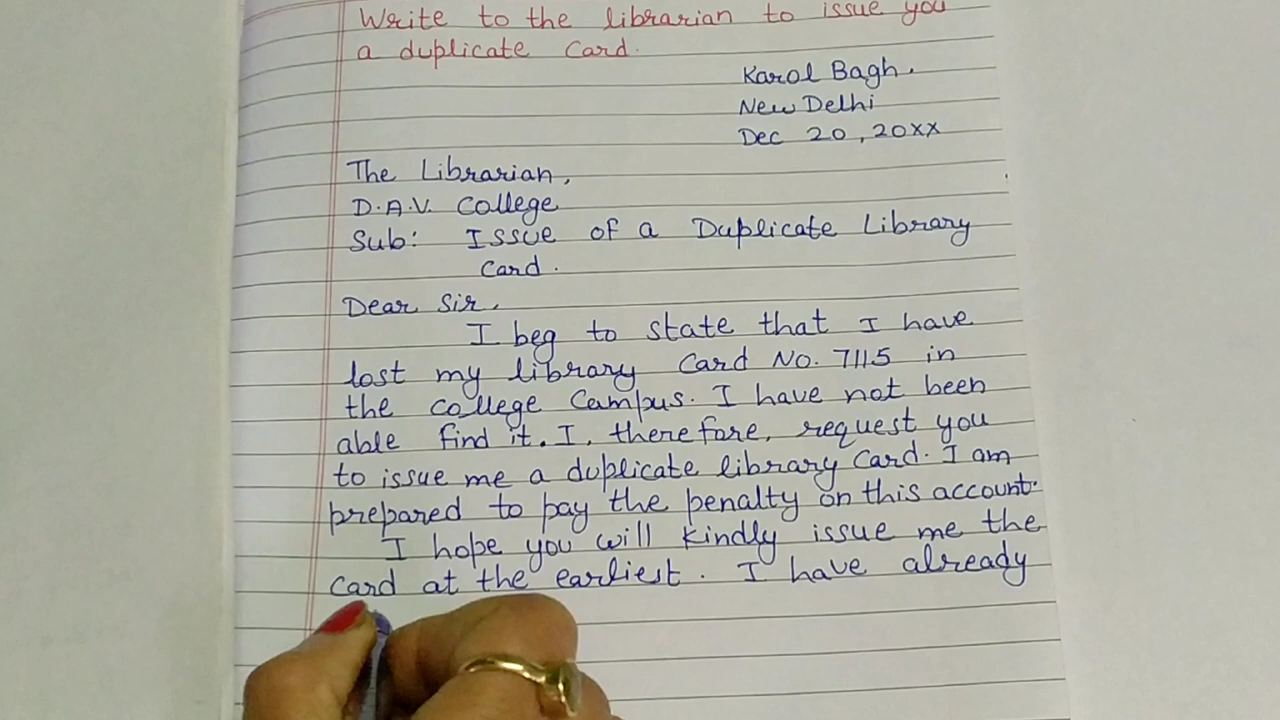 Write to the librarian to issue you
a duplicate Card.
Karol Bagh.
New Delhi
Dec 20, 20xx
The Librarian,
D.A.V. College
Sub: Issue of a Duplicate Library
Card.
Dear Sir,
I beg to state that I have
lost my library Card No. 7115 in
the college Campus. I have not been
able find it. I, therefore, request you
to issue me a duplicate library Card. I am
prepared to pay the penalty on this account.
I hope you will kindly issue me the
Card at the earliest. I have already